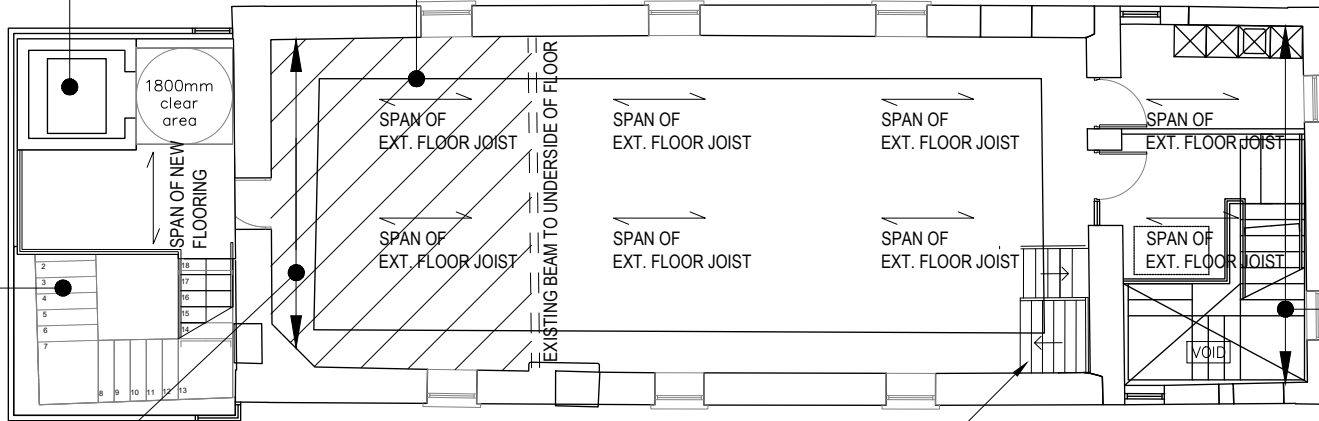 1800mm
clear
area
SPAN OF NEW
FLOORING
SPAN OF
EXT. FLOOR JOIST
SPAN OF
EXT. FLOOR JOIST
EXISTING BEAM TO UNDERSIDE OF FLOOR
SPAN OF
EXT. FLOOR JOIST
SPAN OF
EXT. FLOOR JOIST
SPAN OF
EXT. FLOOR JOIST
SPAN OF
EXT. FLOOR JOIST
SPAN OF
EXT. FLOOR JOIST
SPAN OF
EXT. FLOOR JOIST
VOID
2
3
4
5
6
7
8
9
10
11
12
13
14
15
16
17
18